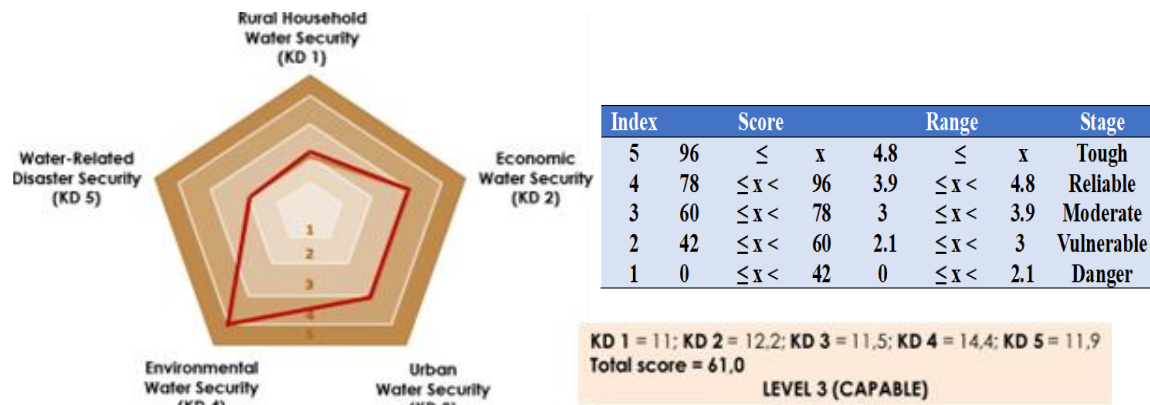 Rural Household
Water Security
(KD 1)
Water-Related
Disaster Security
(KD 5)
Economic
Water Security
(KD 2)
1
2
3
4
5
Environmental
Water Security
Urban
Water Security
Index Score Range Stage
5 96 ≤ x 4.8 ≤ x Tough
4 78 ≤ x < 96 3.9 ≤ x < 4.8 Reliable
3 60 ≤ x < 78 3 ≤ x < 3.9 Moderate
2 42 ≤ x < 60 2.1 ≤ x < 3 Vulnerable
1 0 ≤ x < 42 0 ≤ x < 2.1 Danger
KD 1 = 11; KD 2 = 12,2; KD 3 = 11,5; KD 4 = 14,4; KD 5 = 11,9
Total score = 61,0
LEVEL 3 (CAPABLE)